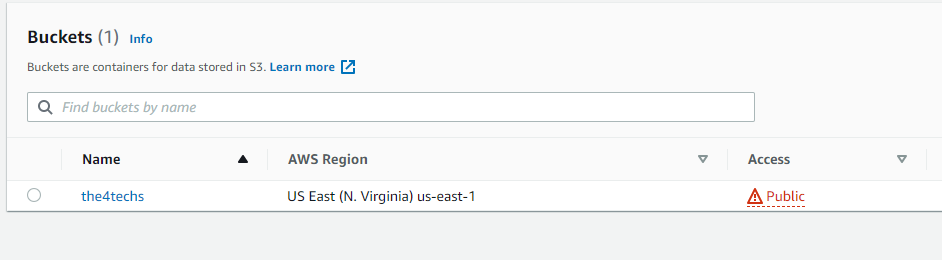 Buckets (1) Info
Buckets are containers for data stored in S3. Learn more
Find buckets by name
Name AWS Region Access
the4techs US East (N. Virginia) us-east-1 Public